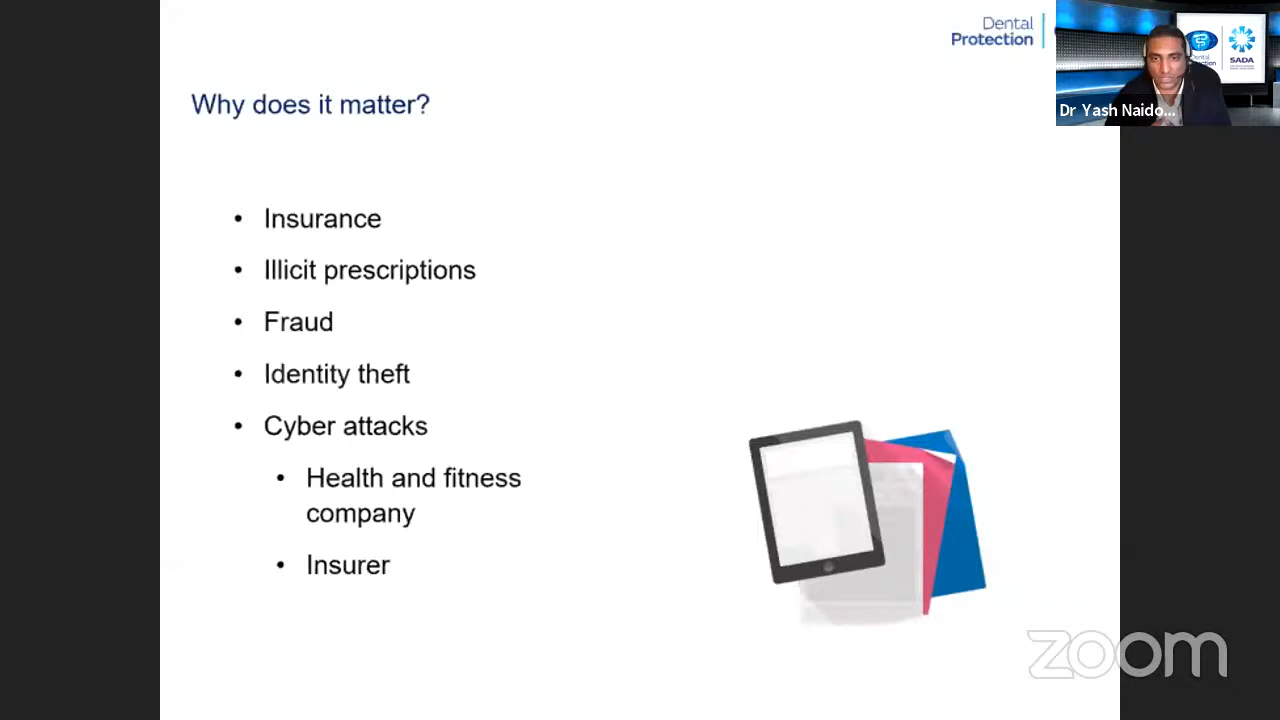 Dental
Protection
SADA
Dr Yash Naido...
Why does it matter?
• Insurance
• Illicit prescriptions
• Fraud
• Identity theft
• Cyber attacks
• Health and fitness
company
• Insurer
zoom